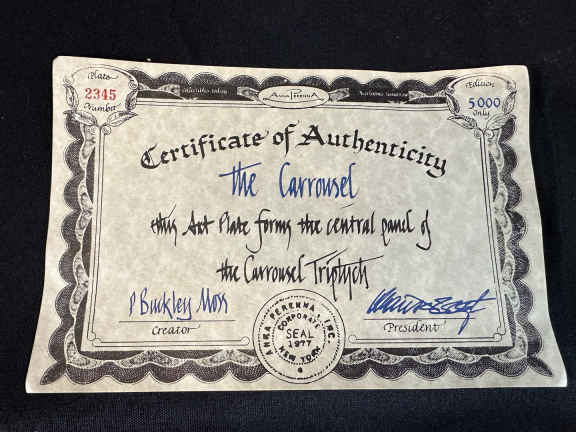 Plate
2345
Number
Anna Perenna
Edition
5000
Only
Certificate of Authenticity
The Carrousel
this Art Plate forms the central panel of
the Carrousel Triptych
P Buckley Moss
Creator
ANNA PERENNA, INC.
CORPORATE
SEAL
1977
NEW YORK
President